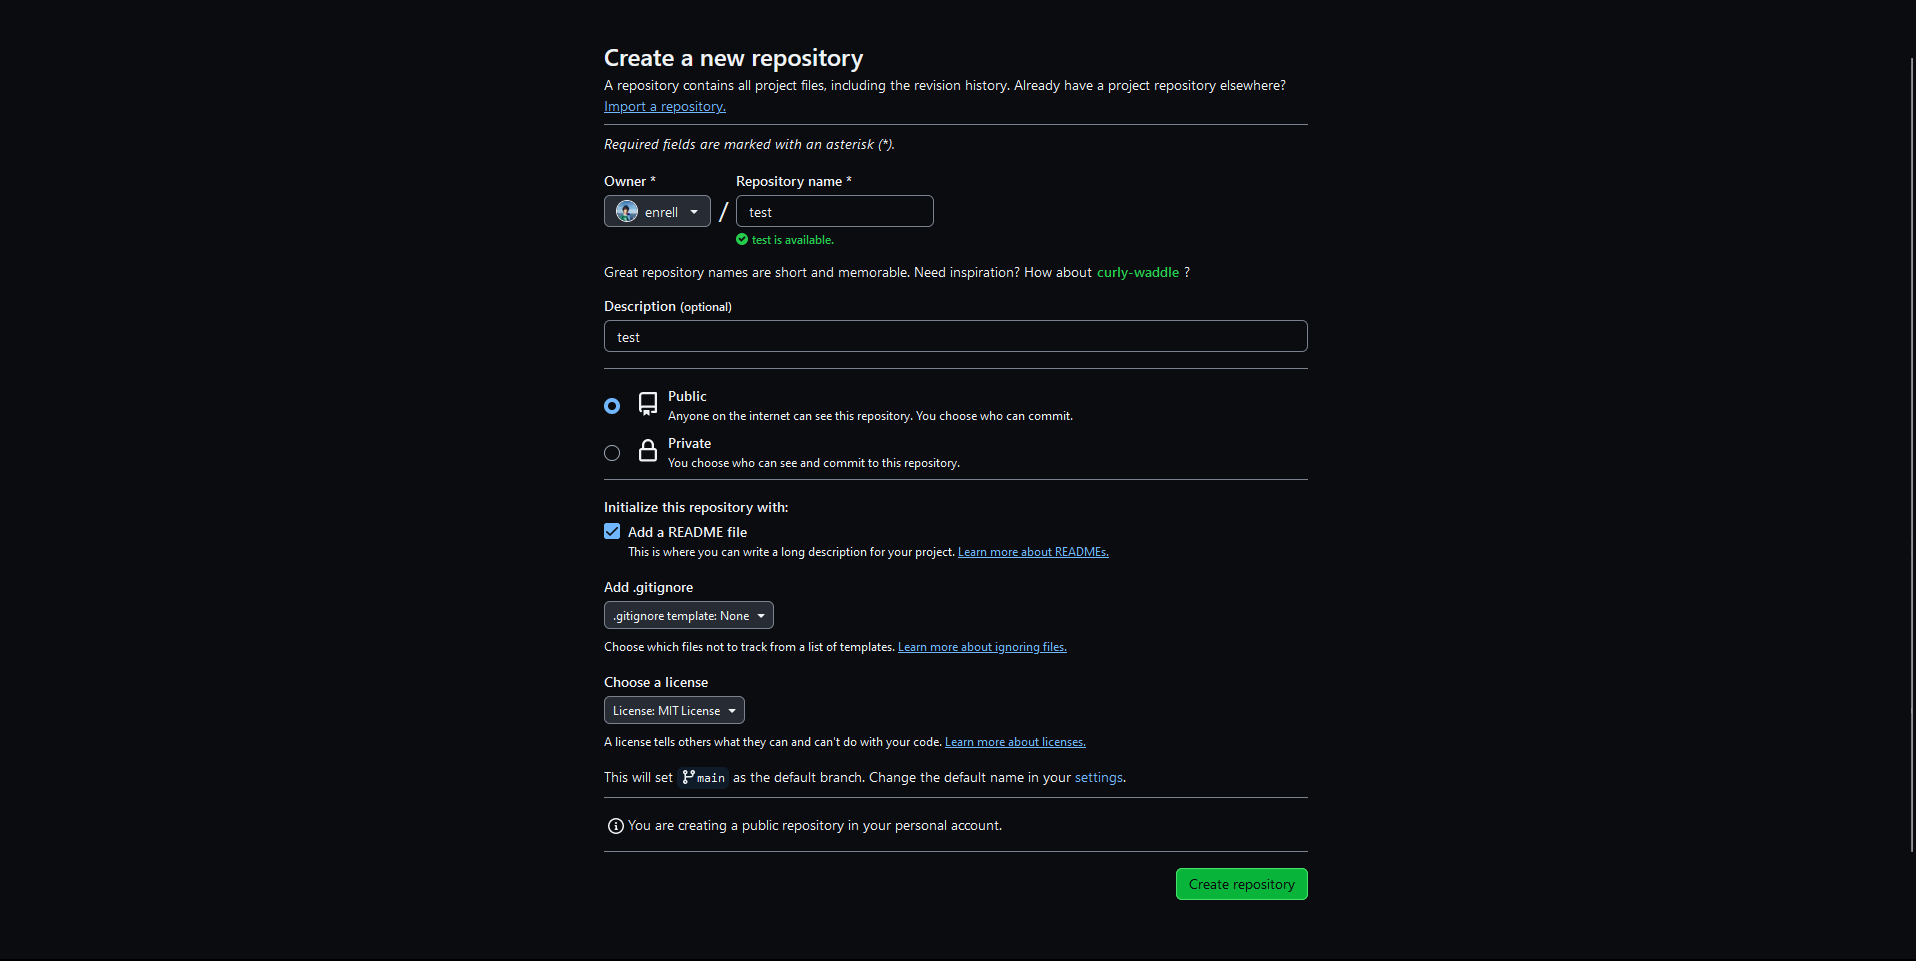 Create a new repository
A repository contains all project files, including the revision history. Already have a project repository elsewhere?
Import a repository.
Required fields are marked with an asterisk (*).
Owner * Repository name *
enrell / test
test is available.
Great repository names are short and memorable. Need inspiration? How about curly-waddle ?
Description (optional)
test
Public
Anyone on the internet can see this repository. You choose who can commit.
Private
You choose who can see and commit to this repository.
Initialize this repository with:
Add a README file
This is where you can write a long description for your project. Learn more about READMEs.
Add .gitignore
.gitignore template: None
Choose which files not to track from a list of templates. Learn more about ignoring files.
Choose a license
License: MIT License
A license tells others what they can and can't do with your code. Learn more about licenses.
This will set main as the default branch. Change the default name in your settings.
You are creating a public repository in your personal account.
Create repository